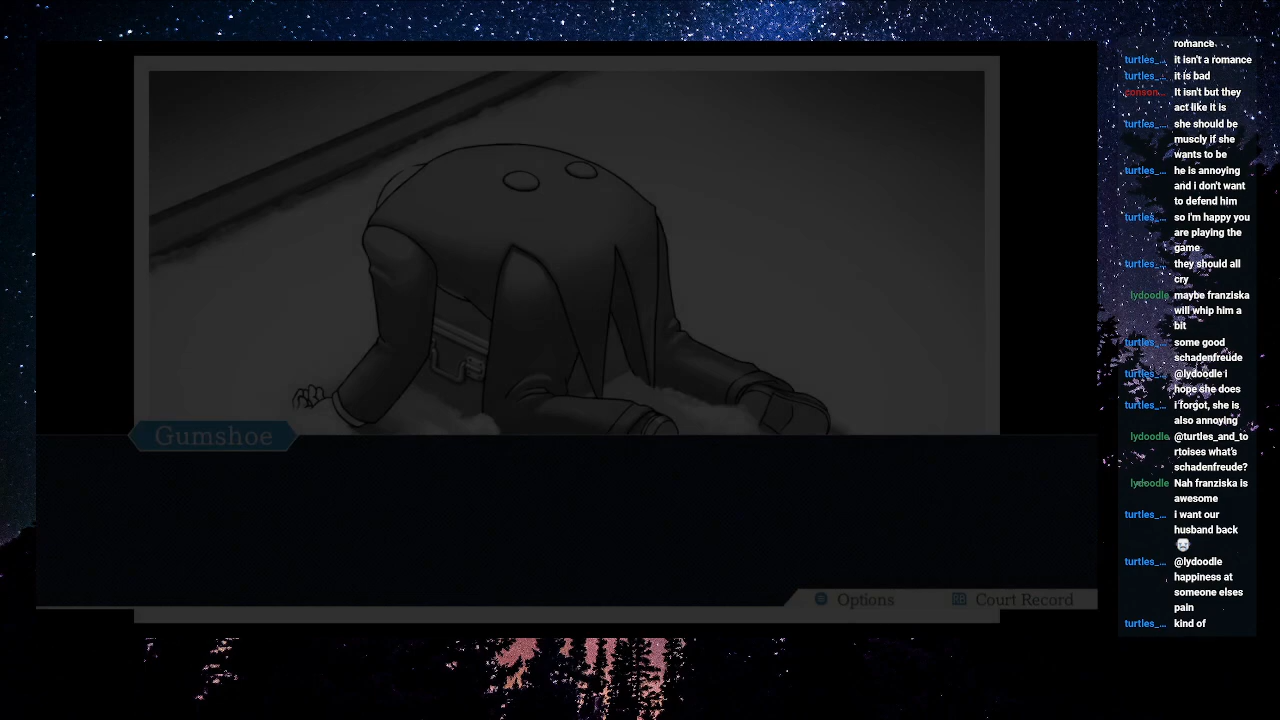 Gumshoe
Options
Court Record
romance
turtles_... it isn't a romance
turtles_... it is bad
conson... It isn't but they
act like it is
turtles_... she should be
muscly if she
wants to be
turtles_... he is annoying
and i don't want
to defend him
turtles_... so i'm happy you
are playing the
game
turtles_... they should all
cry
lydoodle maybe franziska
will whip him a
bit
turtles_... some good
schadenfreude
turtles_... @lydoodle i
hope she does
turtles_... i forgot, she is
also annoying
lydoodle @turtles_and_to
rtoises what's
schadenfreude?
lydoodle Nah franziska is
awesome
turtles_... i want our
husband back
turtles_... @lydoodle
happiness at
someone elses
pain
turtles_... kind of